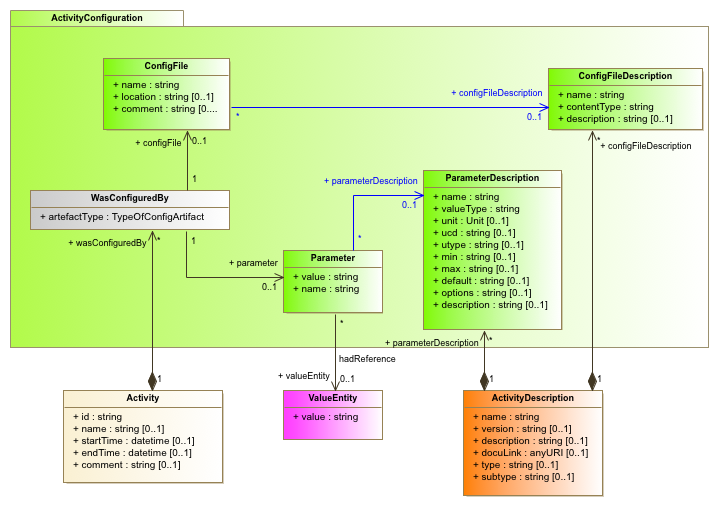 ActivityConfiguration
ConfigFile
+ name : string
+ location : string [0..1]
+ comment : string [0....
ConfigFileDescription
+ name : string
+ contentType : string
+ description : string [0..1]
+ configFileDescription
*
0..1
+ configFile
0..1
1
* 
+ configFileDescription
WasConfiguredBy
+ artefactType : TypeOfConfigArtifact
+ parameterDescription
0..1
*
ParameterDescription
+ name : string
+ valueType : string
+ unit : Unit [0..1]
+ ucd : string [0..1]
+ utype : string [0..1]
+ min : string [0..1]
+ max : string [0..1]
+ default : string [0..1]
+ options : string [0..1]
+ description : string [0..1]
+ wasConfiguredBy
*
1
+ parameter
0..1
Parameter
+ value : string
+ name : string
*
hadReference
+ valueEntity
0..1
+ parameterDescription
*
1
1
1
Activity
+ id : string
+ name : string [0..1]
+ startTime : datetime [0..1]
+ endTime : datetime [0..1]
+ comment : string [0..1]
ValueEntity
+ value : string
ActivityDescription
+ name : string
+ version : string [0..1]
+ description : string [0..1]
+ docuLink : anyURI [0..1]
+ type : string [0..1]
+ subtype : string [0..1]